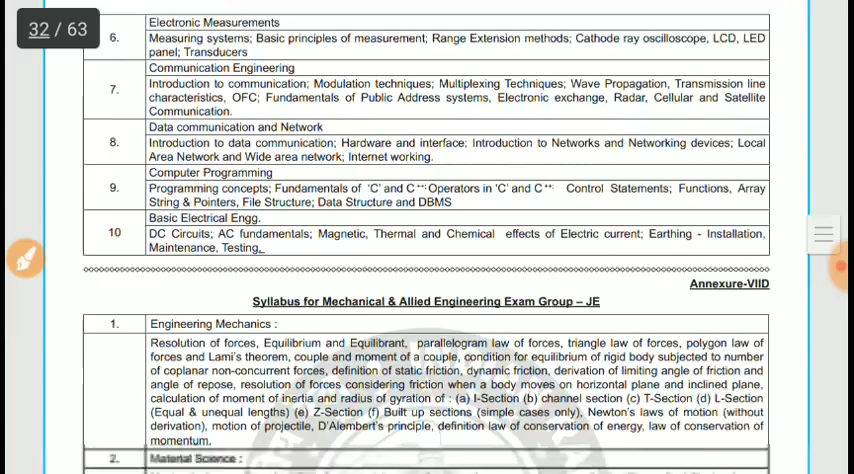 32 / 63
Electronic Measurements
6. Measuring systems; Basic principles of measurement; Range Extension methods; Cathode ray oscilloscope, LCD, LED
panel; Transducers
Communication Engineering
7. Introduction to communication; Modulation techniques; Multiplexing Techniques; Wave Propagation, Transmission line
characteristics, OFC; Fundamentals of Public Address systems, Electronic exchange, Radar, Cellular and Satellite
Communication.
Data communication and Network
8. Introduction to data communication; Hardware and interface; Introduction to Networks and Networking devices; Local
Area Network and Wide area network; Internet working.
Computer Programming
9. Programming concepts; Fundamentals of 'C' and C++; Operators in 'C' and C++; Control Statements; Functions, Array
String & Pointers, File Structure; Data Structure and DBMS
Basic Electrical Engg.
10 DC Circuits; AC fundamentals; Magnetic, Thermal and Chemical effects of Electric current; Earthing - Installation,
Maintenance, Testing,
Annexure-VIID
Syllabus for Mechanical & Allied Engineering Exam Group – JE
1. Engineering Mechanics :
Resolution of forces, Equilibrium and Equilibrant, parallelogram law of forces, triangle law of forces, polygon law of
forces and Lami's theorem, couple and moment of a couple, condition for equilibrium of rigid body subjected to number
of coplanar non-concurrent forces, definition of static friction, dynamic friction, derivation of limiting angle of friction and
angle of repose, resolution of forces considering friction when a body moves on horizontal plane and inclined plane,
calculation of moment of inertia and radius of gyration of : (a) I-Section (b) channel section (c) T-Section (d) L-Section
(Equal & unequal lengths) (e) Z-Section (f) Built up sections (simple cases only), Newton's laws of motion (without
derivation), motion of projectile, D'Alembert's principle, definition law of conservation of energy, law of conservation of
momentum.
2. Material Science :